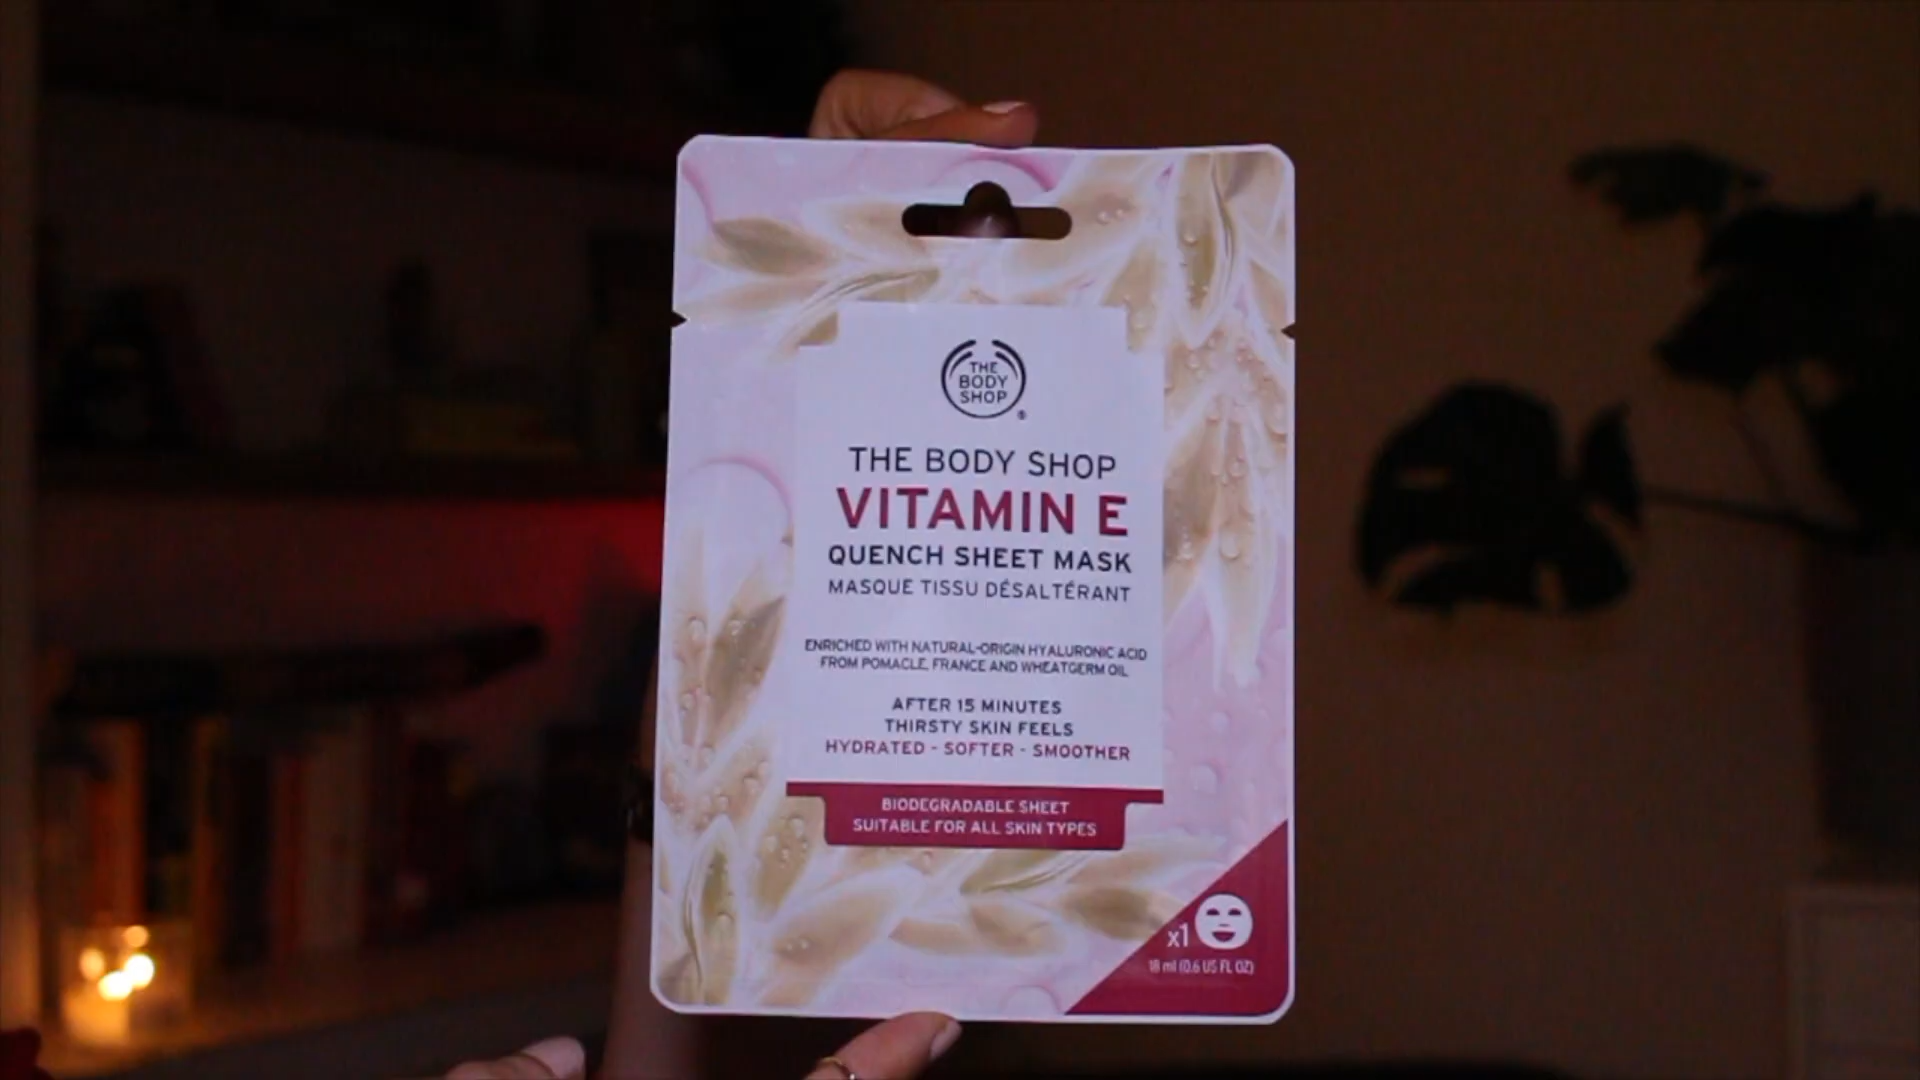 THE
BODY
SHOP
®
THE BODY SHOP
VITAMIN E
QUENCH SHEET MASK
MASQUE TISSU DÉSALTÉRANT
ENRICHED WITH NATURAL-ORIGIN HYALURONIC ACID
FROM POMACLE, FRANCE AND WHEATGERM OIL
AFTER 15 MINUTES
THIRSTY SKIN FEELS
HYDRATED - SOFTER - SMOOTHER
BIODEGRADABLE SHEET
SUITABLE FOR ALL SKIN TYPES
x1
18 ml (0.6 US FL OZ)